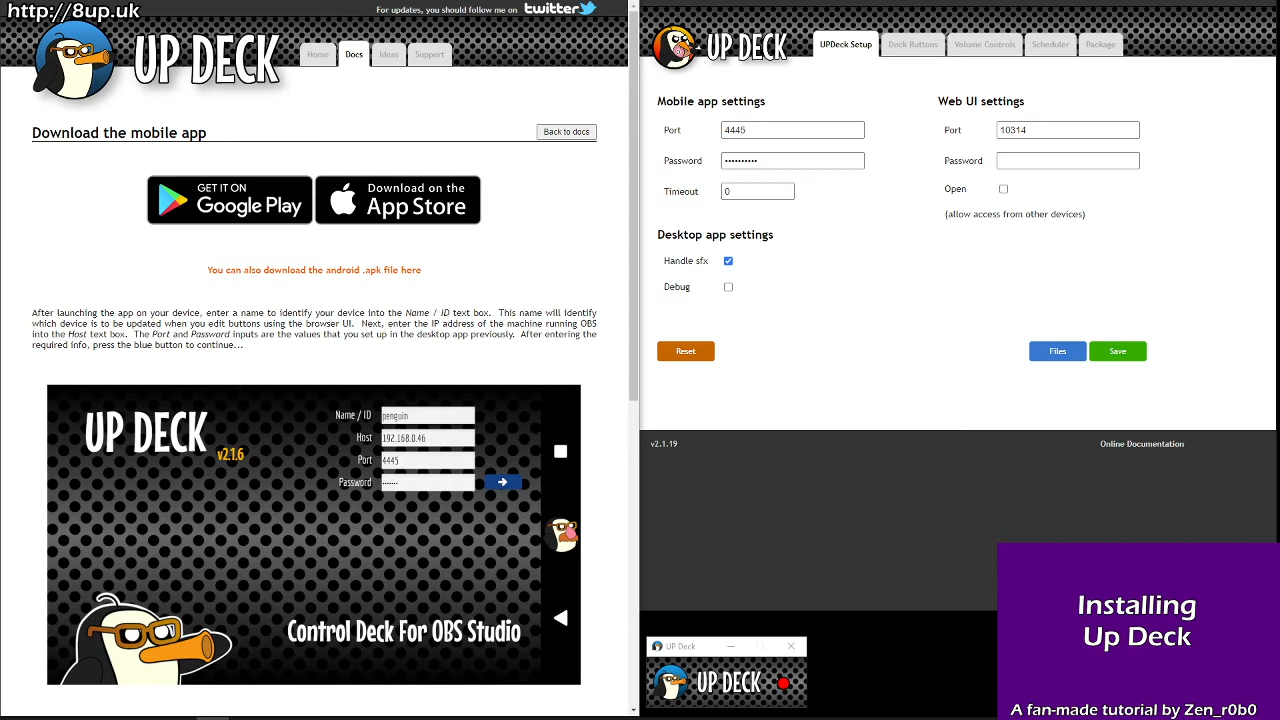 http://8up.uk
For updates, you should follow me on twitter
UP DECK
Home
Docs
Ideas
Support
Download the mobile app
Back to docs
GET IT ON
Google Play
Download on the
App Store
You can also download the android .apk file here
After launching the app on your device, enter a name to identify your device into the Name / ID text box. This name will identify
which device is to be updated when you edit buttons using the browser UI. Next, enter the IP address of the machine running OBS
into the Host text box. The Port and Password inputs are the values that you set up in the desktop app previously. After entering the
required info, press the blue button to continue...
UP DECK
v2.1.6
Name / ID
penguin
Host
192.168.0.46
Port
4445
Password
•••••••
Control Deck For OBS Studio
UP DECK
UPDeck Setup
Deck Buttons
Volume Controls
Scheduler
Package
Mobile app settings
Port
4445
Password
••••••••••
Timeout
0
Desktop app settings
Handle sfx
Debug
Web UI settings
Port
10314
Password
Open
(allow access from other devices)
Reset
Files
Save
v2.1.19
Online Documentation
UP Deck
UP DECK
Installing
Up Deck
A fan-made tutorial by Zen_r0b0